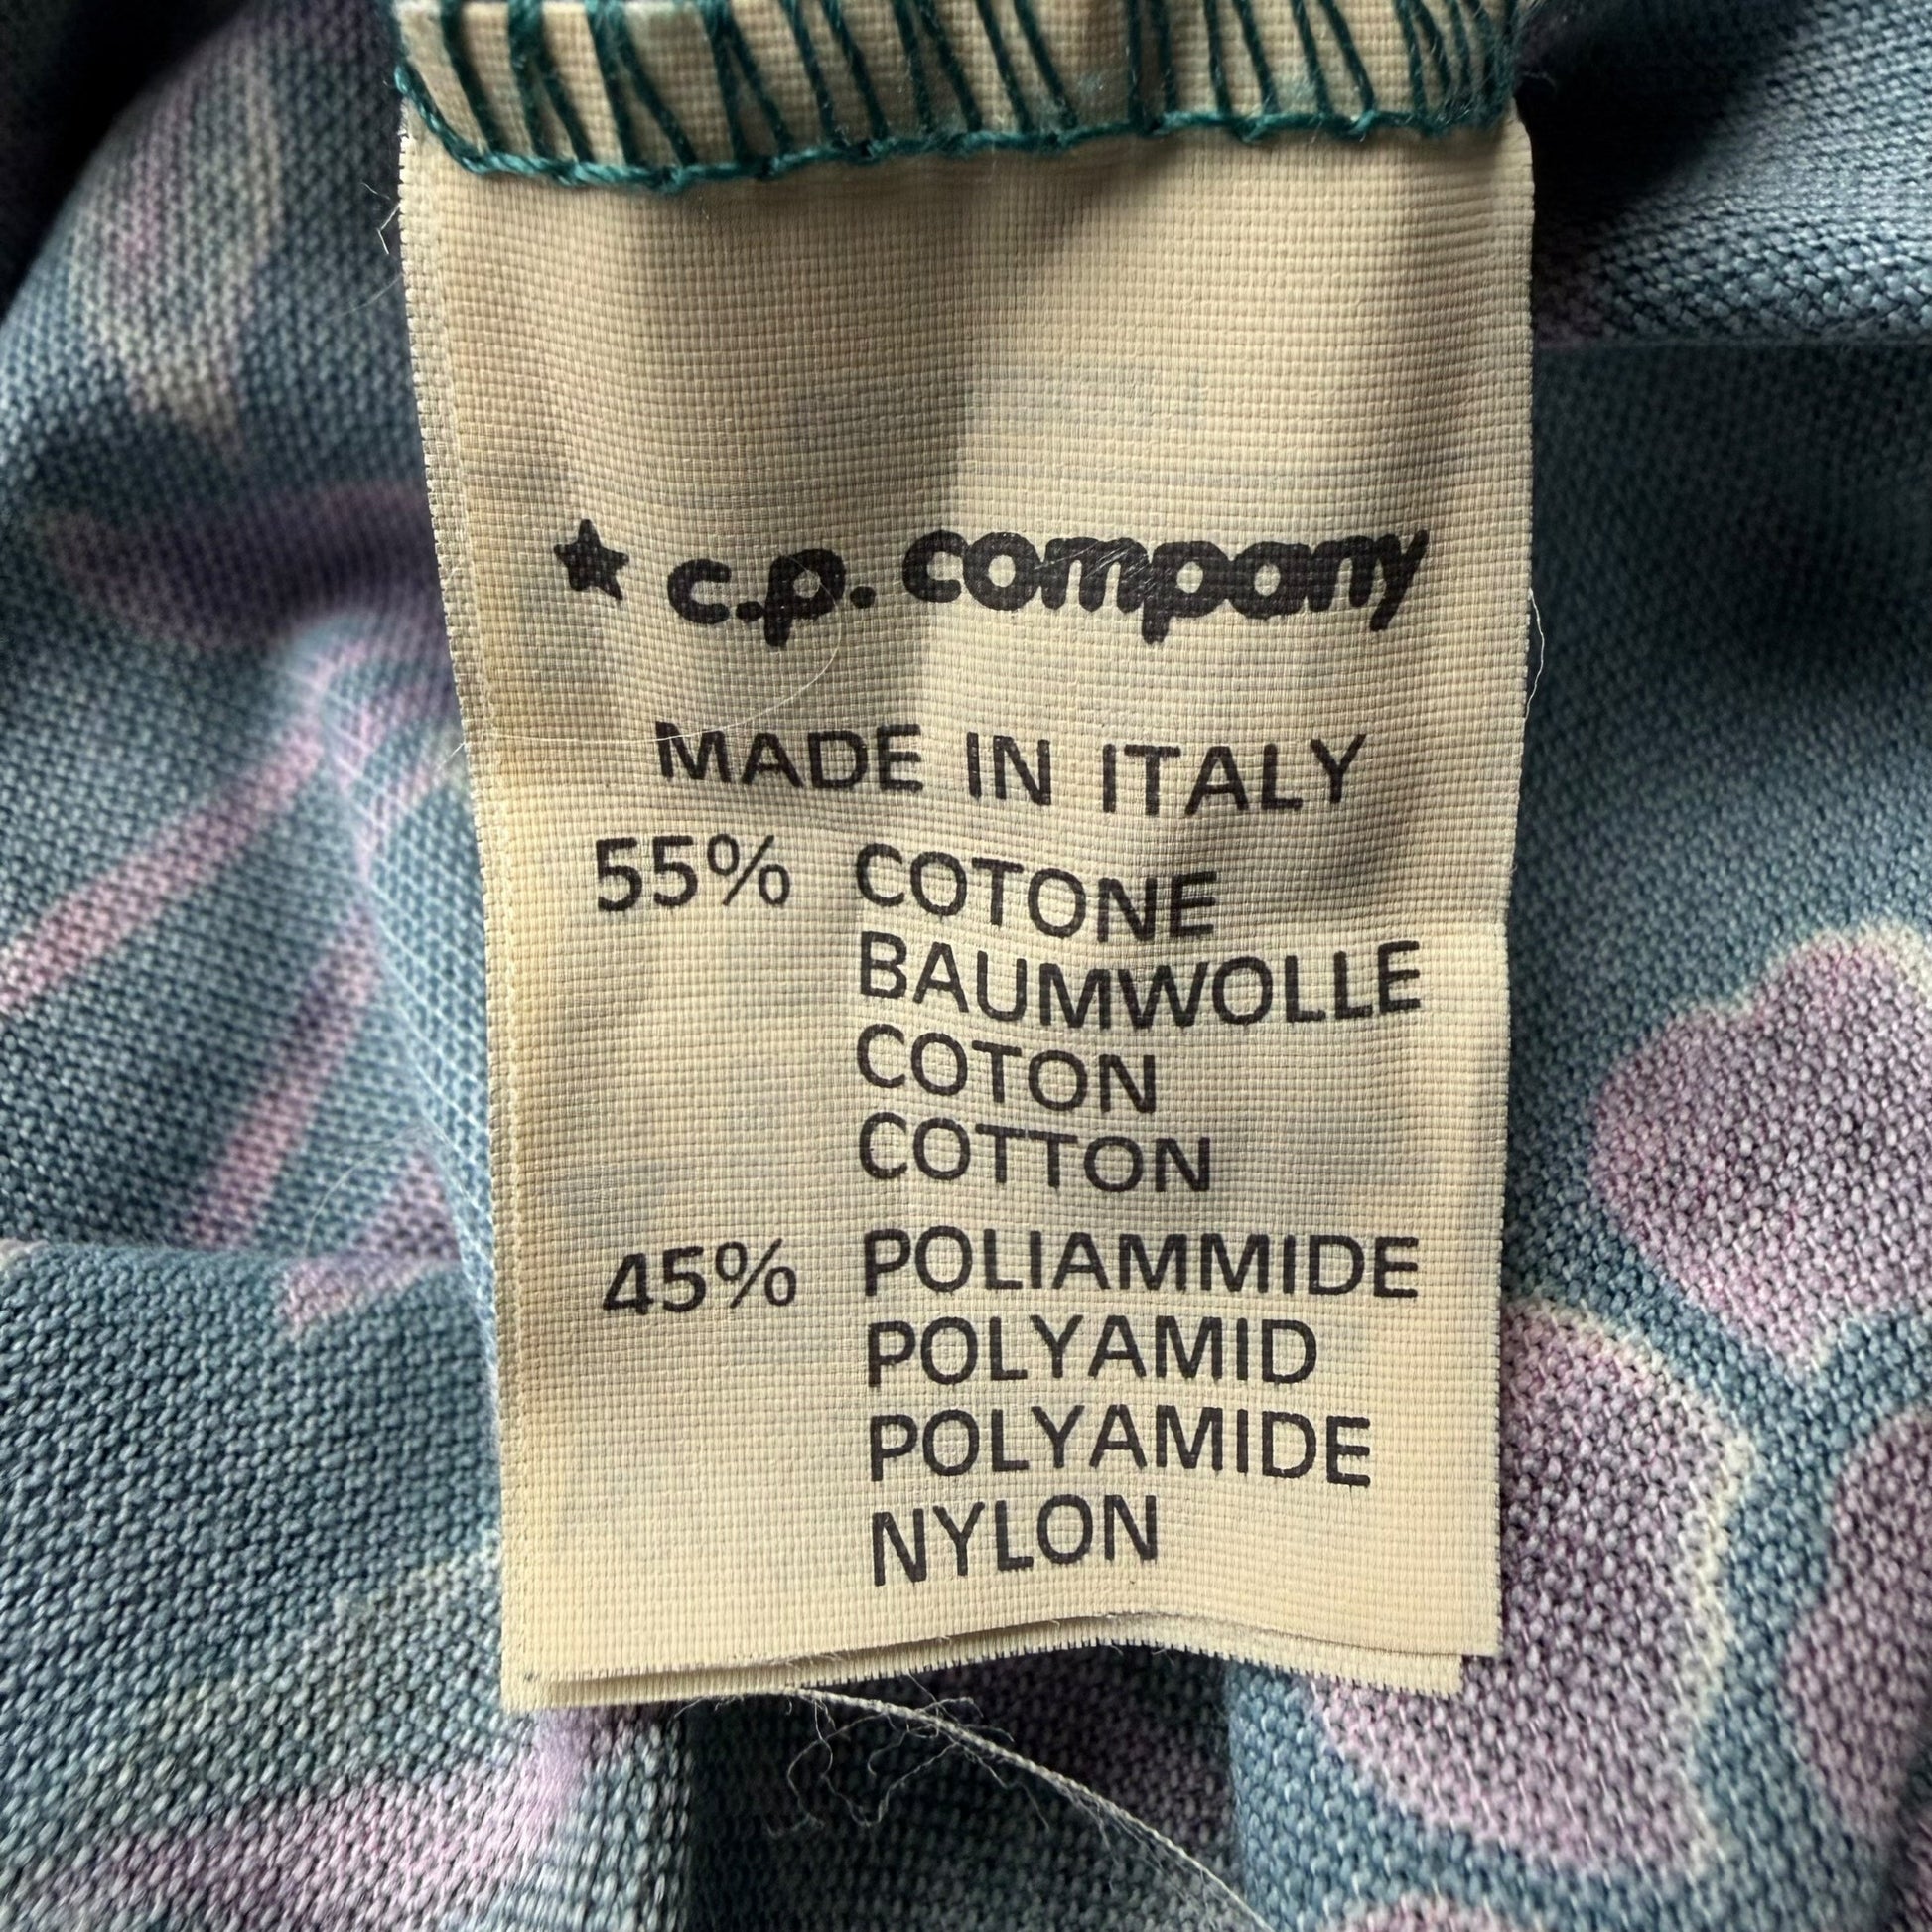 ★ c.p. company
MADE IN ITALY
55% COTONE
BAUMWOLLE
COTON
COTTON
45% POLIAMMIDE
POLYAMID
POLYAMIDE
NYLON